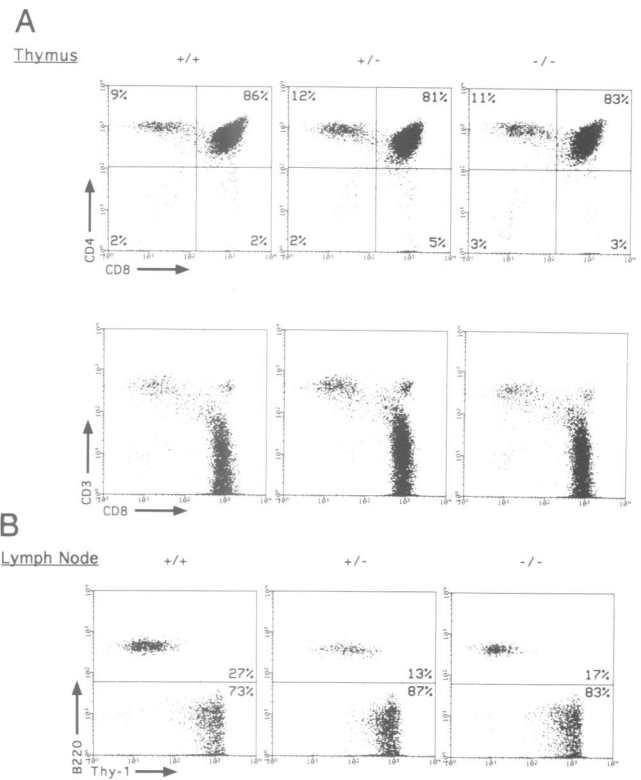 A
Thymus
+/+ +/- -/-
9% 86% 12% 81% 11% 83%
2% 2% 2% 5% 3% 3%
CD4
CD8
CD3
CD8
B
Lymph Node
+/+ +/- -/-
27% 13% 17%
73% 87% 83%
B220
Thy-1